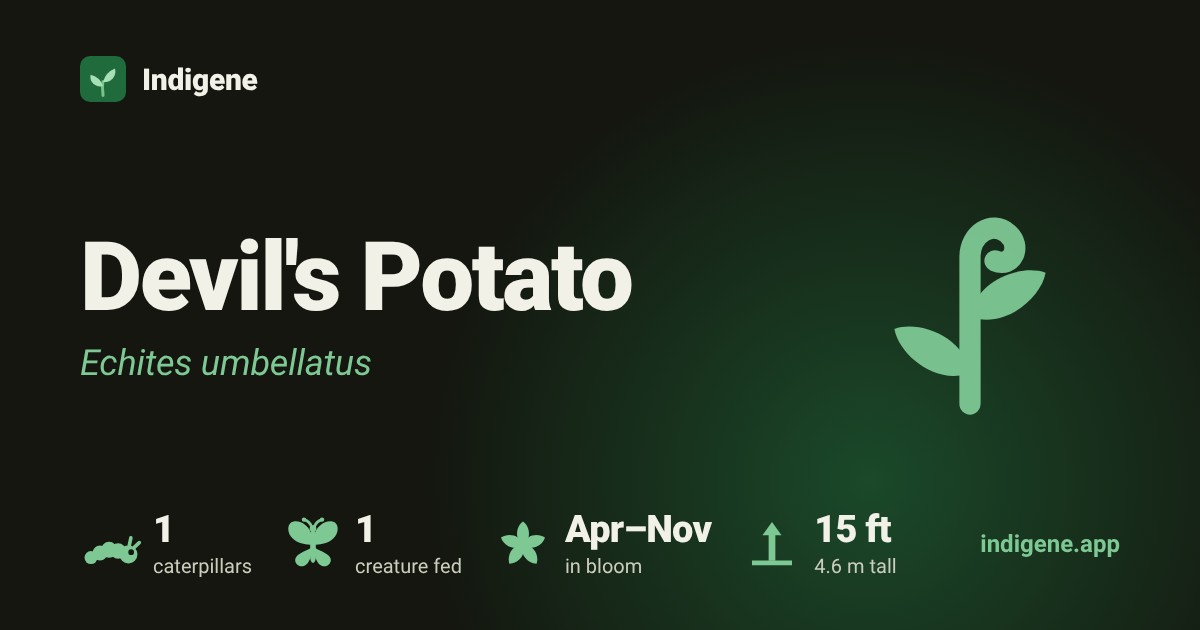 Indigene
Devil's Potato
Echites umbellatus
1
caterpillars
1
creature fed
Apr–Nov
in bloom
15 ft
4.6 m tall
indigene.app